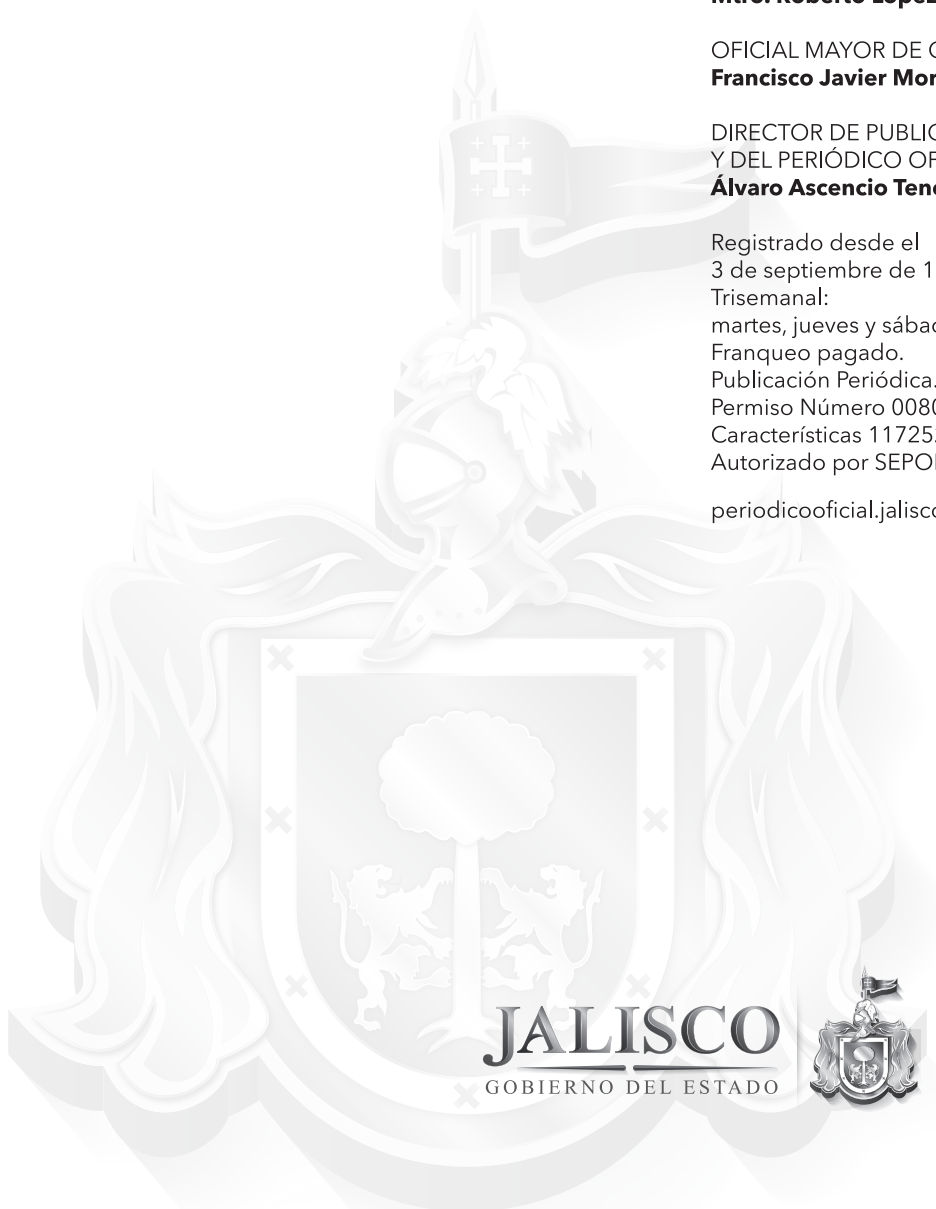 OFICIAL MAYOR DE
Francisco Javier
DIRECTOR DE
Y DEL PERIÓDICO
Álvaro Ascencio
Registrado desde el
3 de septiembre de
Trisemanal:
martes, jueves y
Franqueo pagado.
Publicación Periódica.
Permiso Número
Características
Autorizado por
JALISCO
GOBIERNO DEL ESTADO